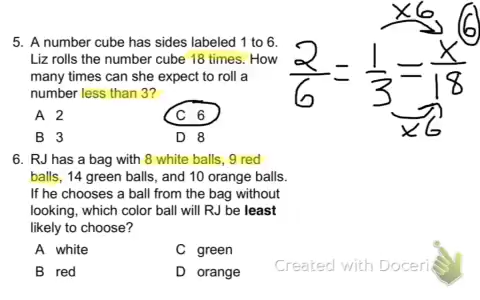 5. A number cube has sides labeled 1 to 6.
Liz rolls the number cube 18 times. How
many times can she expect to roll a
number less than 3?
A 2 C 6
B 3 D 8
2/6 = 1/3 = x/18
x6
6
x6
6. RJ has a bag with 8 white balls, 9 red
balls, 14 green balls, and 10 orange balls.
If he chooses a ball from the bag without
looking, which color ball will RJ be least
likely to choose?
A white C green
B red D orange
Created with Doceri